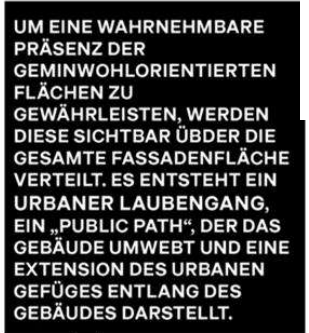 UM EINE WAHRNEHMBARE
PRÄSENZ DER
GEMINWOHLORIENTIERTEN
FLÄCHEN ZU
GEWÄHRLEISTEN, WERDEN
DIESE SICHTBAR ÜBDER DIE
GESAMTE FASSADENFLÄCHE
VERTEILT. ES ENTSTEHT EIN
URBANER LAUBENGANG,
EIN „PUBLIC PATH“, DER DAS
GEBÄUDE UMWEBT UND EINE
EXTENSION DES URBANEN
GEFÜGES ENTLANG DES
GEBÄUDES DARSTELLT.